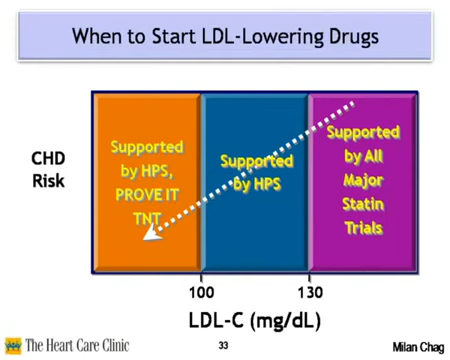 When to Start LDL-Lowering Drugs
CHD
Risk
Supported
by HPS,
PROVE IT
TNT
Supported
by HPS
Supported
by All
Major
Statin
Trials
100
130
LDL-C (mg/dL)
The Heart Care Clinic
33
Milan Chag